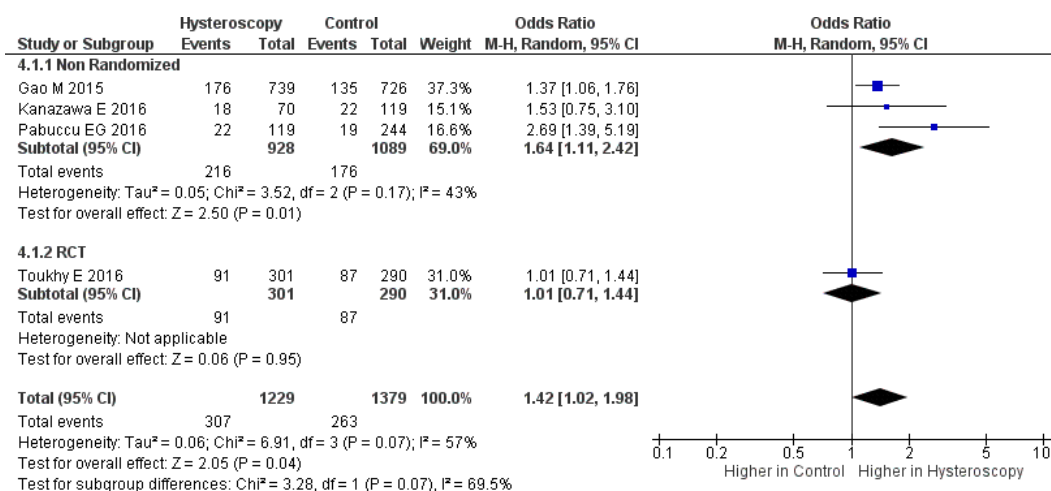 Hysteroscopy Control Odds Ratio Odds Ratio
Study or Subgroup Events Total Events Total Weight M-H, Random, 95% CI M-H, Random, 95% CI
4.1.1 Non Randomized
Gao M 2015 176 739 135 726 37.3% 1.37 [1.06, 1.76]
Kanazawa E 2016 18 70 22 119 15.1% 1.53 [0.75, 3.10]
Pabuccu EG 2016 22 119 19 244 16.6% 2.69 [1.39, 5.19]
Subtotal (95% CI) 928 1089 69.0% 1.64 [1.11, 2.42]
Total events 216 176
Heterogeneity: Tau² = 0.05; Chi² = 3.52, df = 2 (P = 0.17); I² = 43%
Test for overall effect: Z = 2.50 (P = 0.01)
4.1.2 RCT
Toukhy E 2016 91 301 87 290 31.0% 1.01 [0.71, 1.44]
Subtotal (95% CI) 301 290 31.0% 1.01 [0.71, 1.44]
Total events 91 87
Heterogeneity: Not applicable
Test for overall effect: Z = 0.06 (P = 0.95)
Total (95% CI) 1229 1379 100.0% 1.42 [1.02, 1.98]
Total events 307 263
Heterogeneity: Tau² = 0.06; Chi² = 6.91, df = 3 (P = 0.07); I² = 57%
Test for overall effect: Z = 2.05 (P = 0.04)
Test for subgroup differences: Chi² = 3.28, df = 1 (P = 0.07), I² = 69.5%
0.1 0.2 0.5 1 2 5 10
Higher in Control Higher in Hysteroscopy